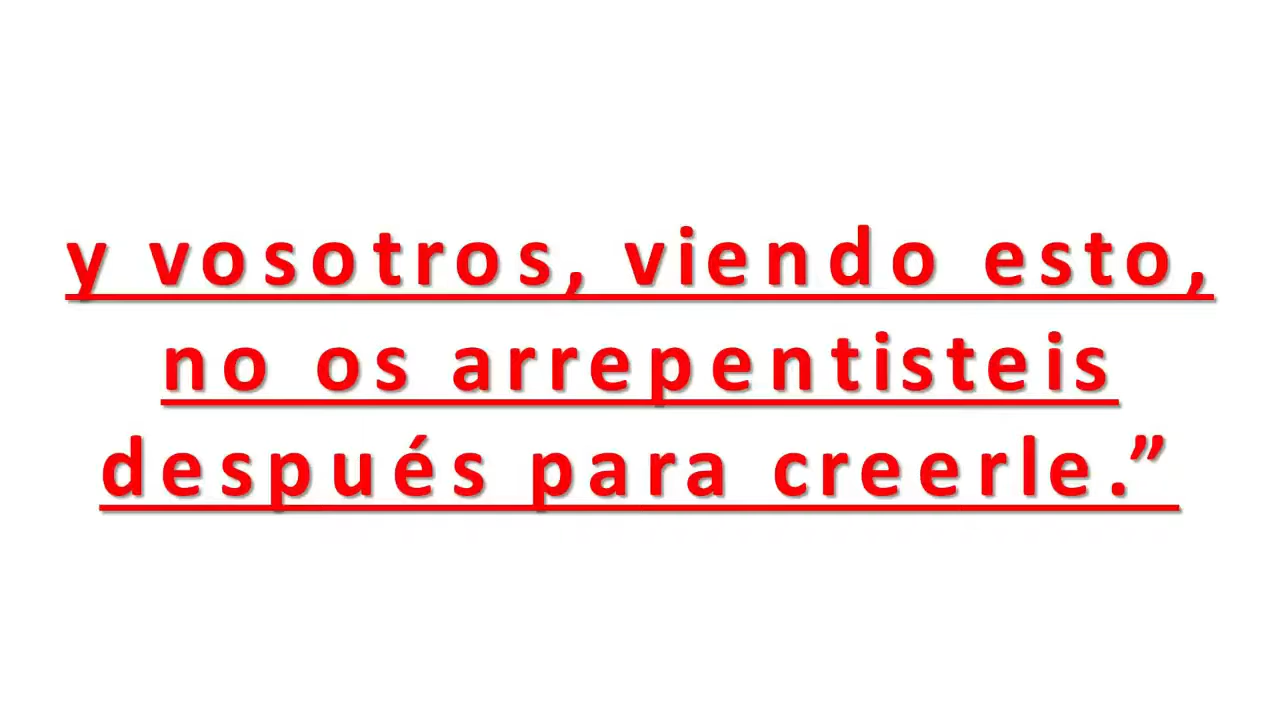 y vosotros, viendo esto,
no os arrepentisteis
después para creerle.”